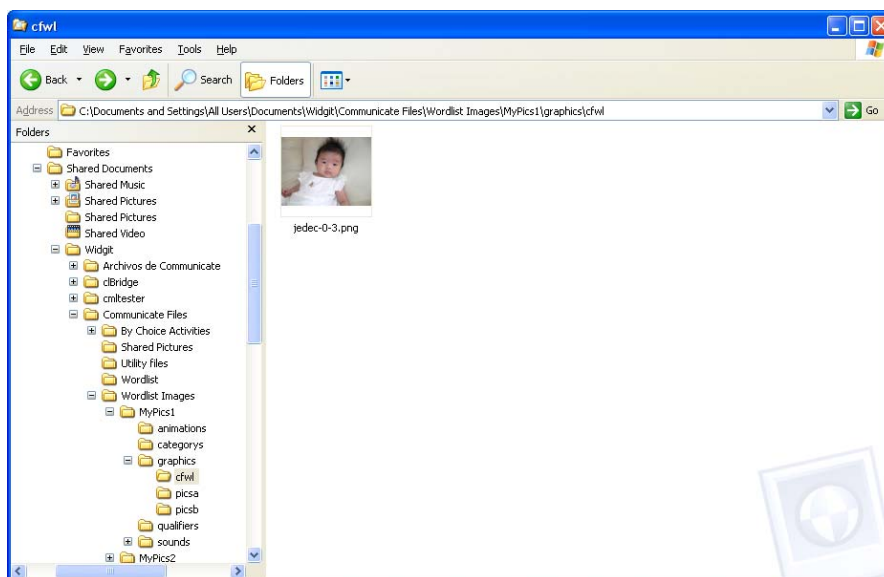 cfwl
File Edit View Favorites Tools Help
Back Search Folders
Address C:\Documents and Settings\All Users\Documents\Widgit\Communicate Files\Wordlist Images\MyPics1\graphics\cfwl Go
Folders
Favorites
Shared Documents
Shared Music
Shared Pictures
Shared Pictures
Shared Video
Widgit
Archivos de Communicate
clBridge
cmltester
Communicate Files
By Choice Activities
Shared Pictures
Utility files
Wordlist
Wordlist Images
MyPics1
animations
categorys
graphics
cfwl
picsa
picsb
qualifiers
sounds
MyPics2
jedec-0-3.png